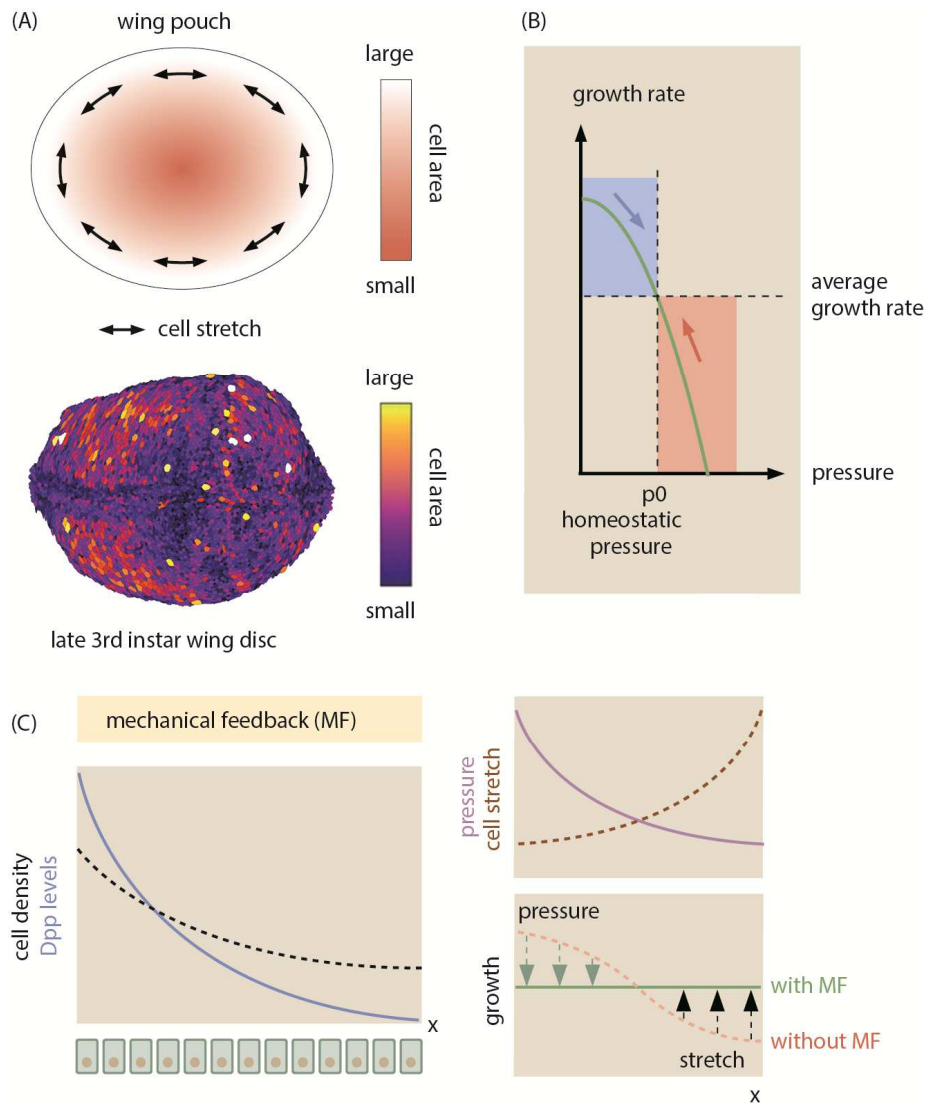 (A)
wing pouch
large
cell area
small
cell stretch
large
cell area
small
late 3rd instar wing disc
(B)
growth rate
average
growth rate
pressure
p0
homeostatic
pressure
(C)
mechanical feedback (MF)
cell density
Dpp levels
x
pressure
cell stretch
pressure
growth
with MF
without MF
stretch
x